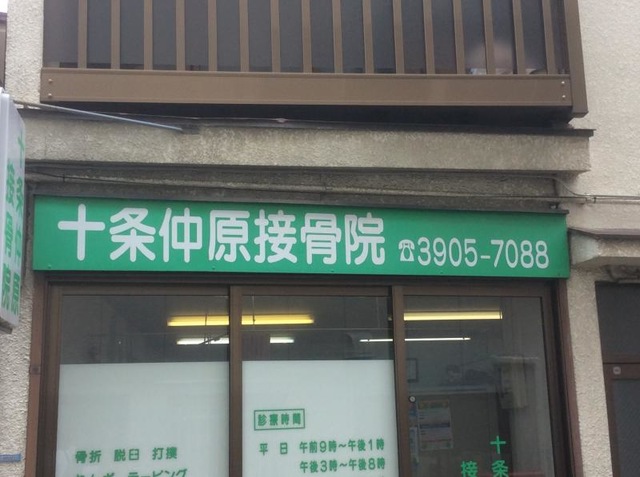 十条仲原接骨院 ☎3905-7088
診療時間
平日 午前9時〜午後1時
午後3時〜午後8時
骨折 脱臼 打撲
十条
接